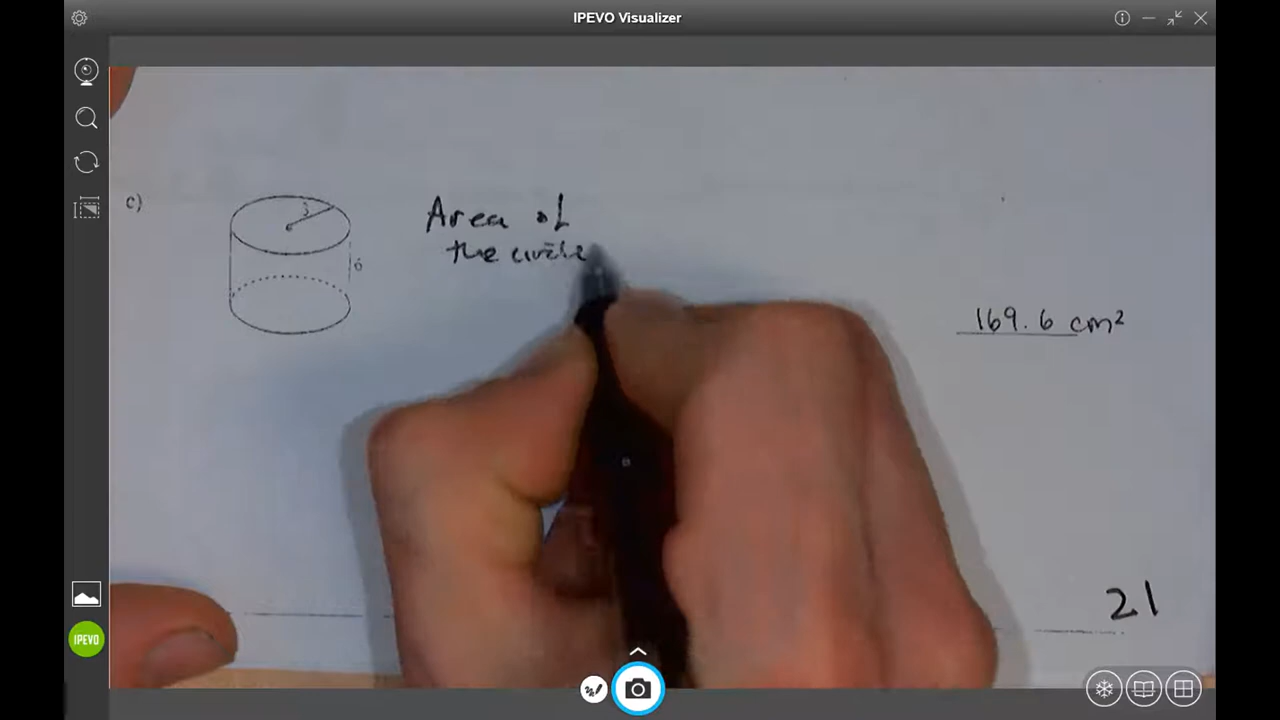 IPEVO Visualizer
c)
3
Area of
the circle
6
169.6 cm²
21
IPEVO